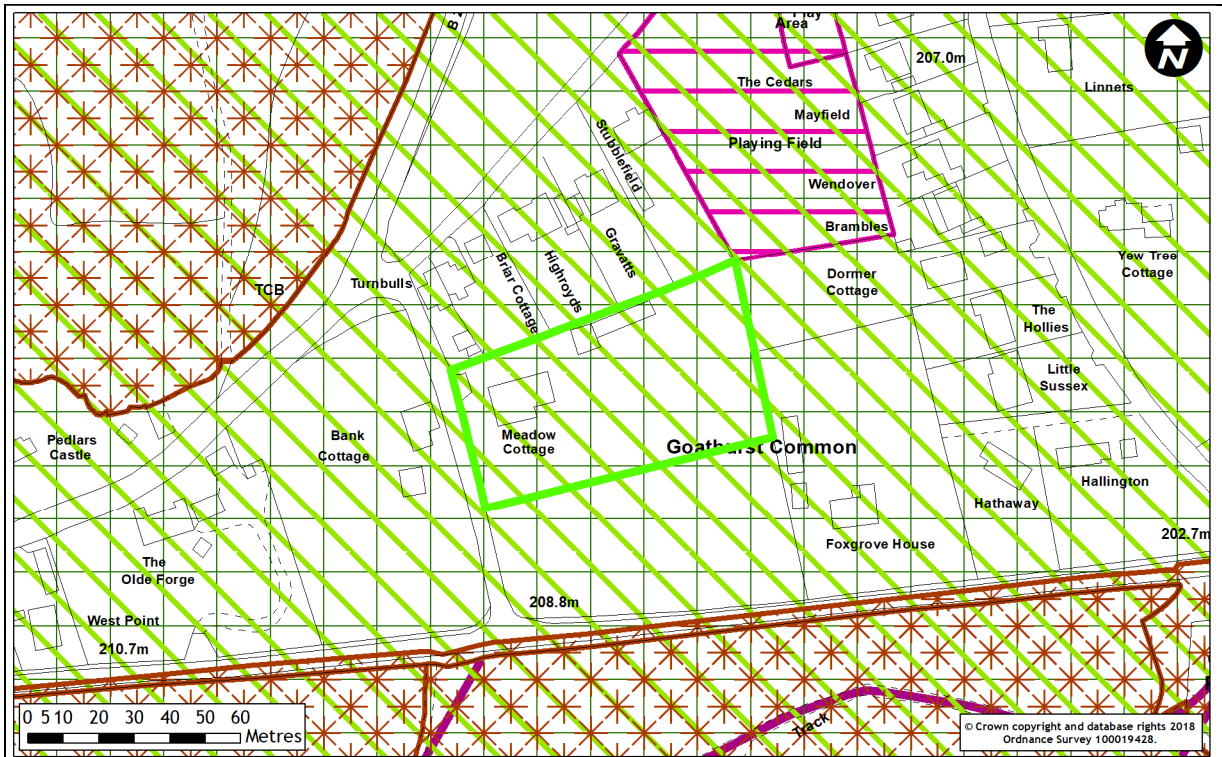 B 2
Play
Area
N
207.0m
The Cedars
Linnets
Mayfield
Playing Field
Stubblefield
Wendover
Brambles
Gravatts
Highroyds
Briar Cottage
Yew Tree
Cottage
Dormer
Cottage
Turnbulls
TCB
The
Hollies
Little
Sussex
Pedlars
Castle
Bank
Cottage
Meadow
Cottage
Goathurst Common
Hallington
Hathaway
202.7m
Foxgrove House
The
Olde Forge
208.8m
West Point
210.7m
Track
0 5 10 20 30 40 50 60
Metres
© Crown copyright and database rights 2018
Ordnance Survey 100019428.